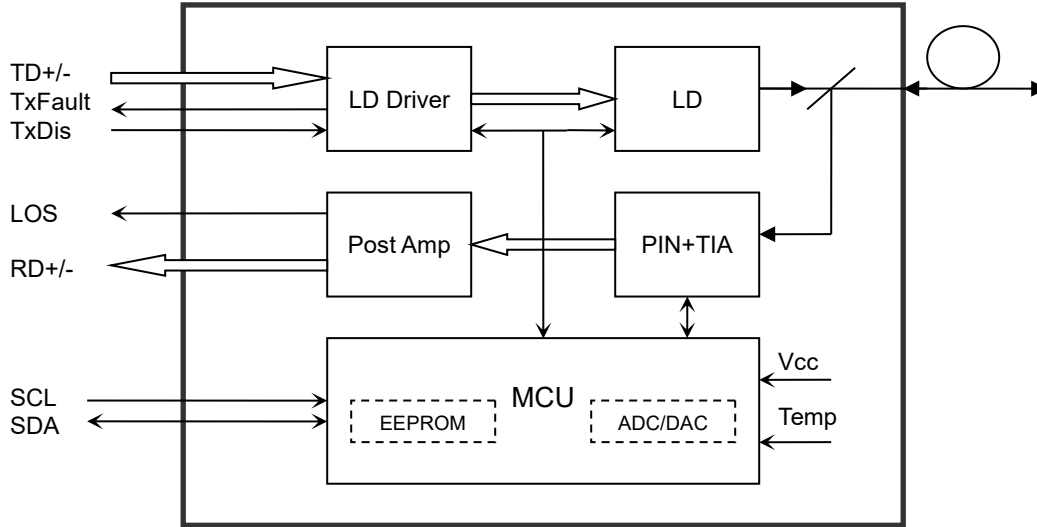 TD+/-
TxFault
TxDis
LD Driver
LD
LOS
RD+/-
Post Amp
PIN+TIA
SCL
SDA
MCU
EEPROM
ADC/DAC
Vcc
Temp